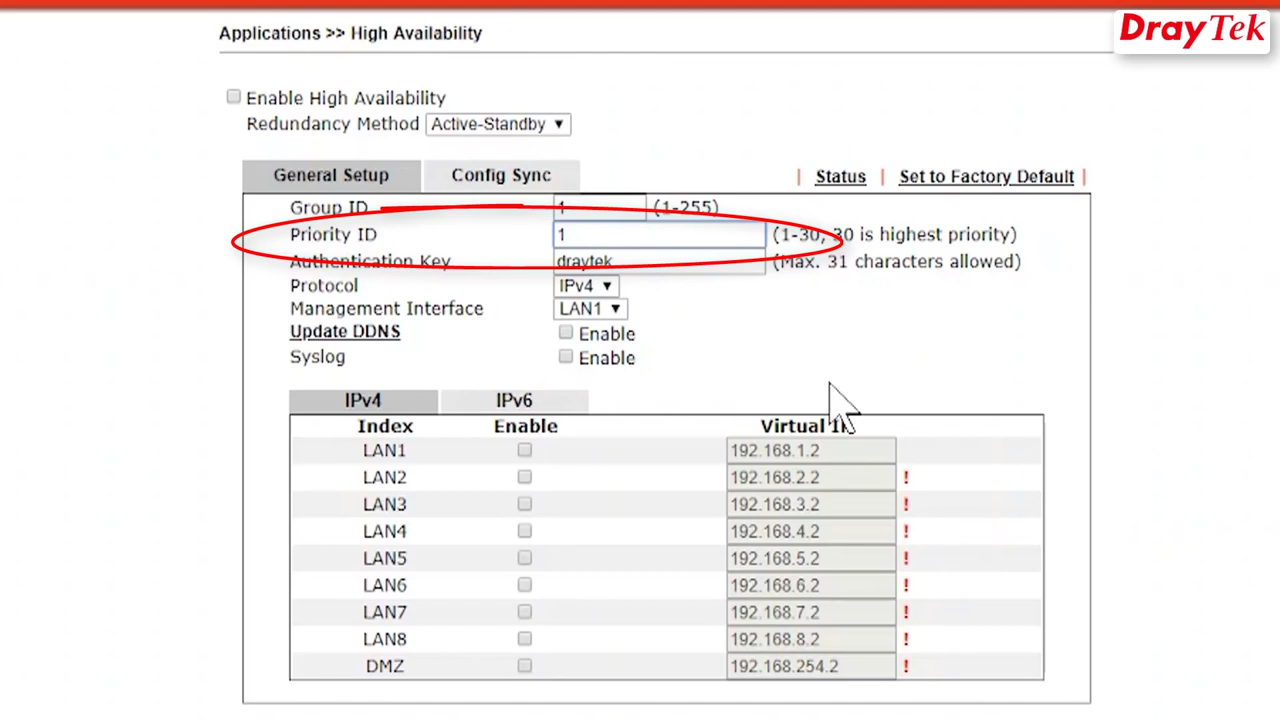 DrayTek
Applications >> High Availability
Enable High Availability
Redundancy Method Active-Standby
General Setup Config Sync | Status | Set to Factory Default |
Group ID 1 (1-255)
Priority ID 1 (1-30, 30 is highest priority)
Authentication Key draytek (Max. 31 characters allowed)
Protocol IPv4
Management Interface LAN1
Update DDNS Enable
Syslog Enable
IPv4 IPv6
Index Enable Virtual IP
LAN1 192.168.1.2
LAN2 192.168.2.2 !
LAN3 192.168.3.2 !
LAN4 192.168.4.2 !
LAN5 192.168.5.2 !
LAN6 192.168.6.2 !
LAN7 192.168.7.2 !
LAN8 192.168.8.2 !
DMZ 192.168.254.2 !